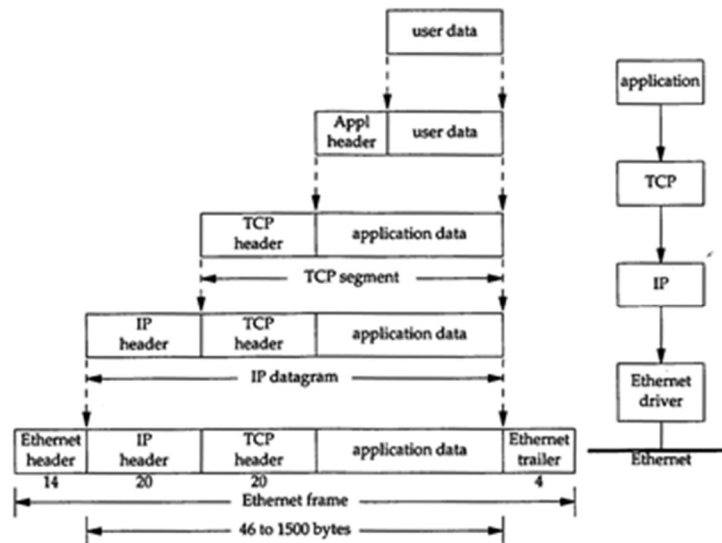 user data
application
Appl
header
user data
TCP
TCP
header
application data
TCP segment
IP
IP
header
TCP
header
application data
IP datagram
Ethernet
driver
Ethernet
header
IP
header
TCP
header
application data
Ethernet
trailer
Ethernet
14
20
20
4
Ethernet frame
46 to 1500 bytes